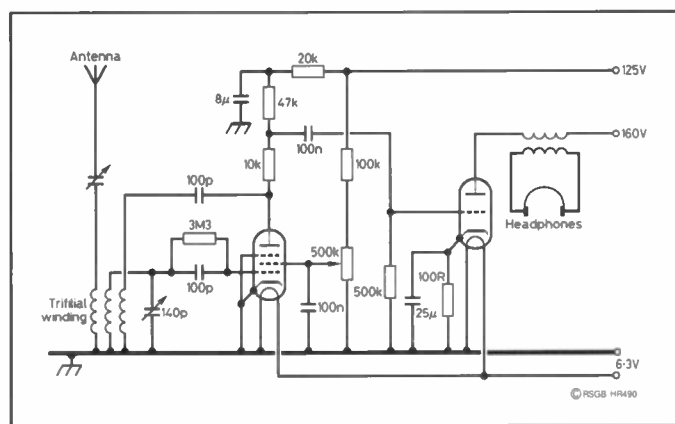 Antenna
20k
125V
8μ
47k
160V
100n
10k
100k
100p
3M3
Headphones
500k
100p
100R
Trifilial winding
140p
100n
500k
25μ
6·3V
© RSGB HR490